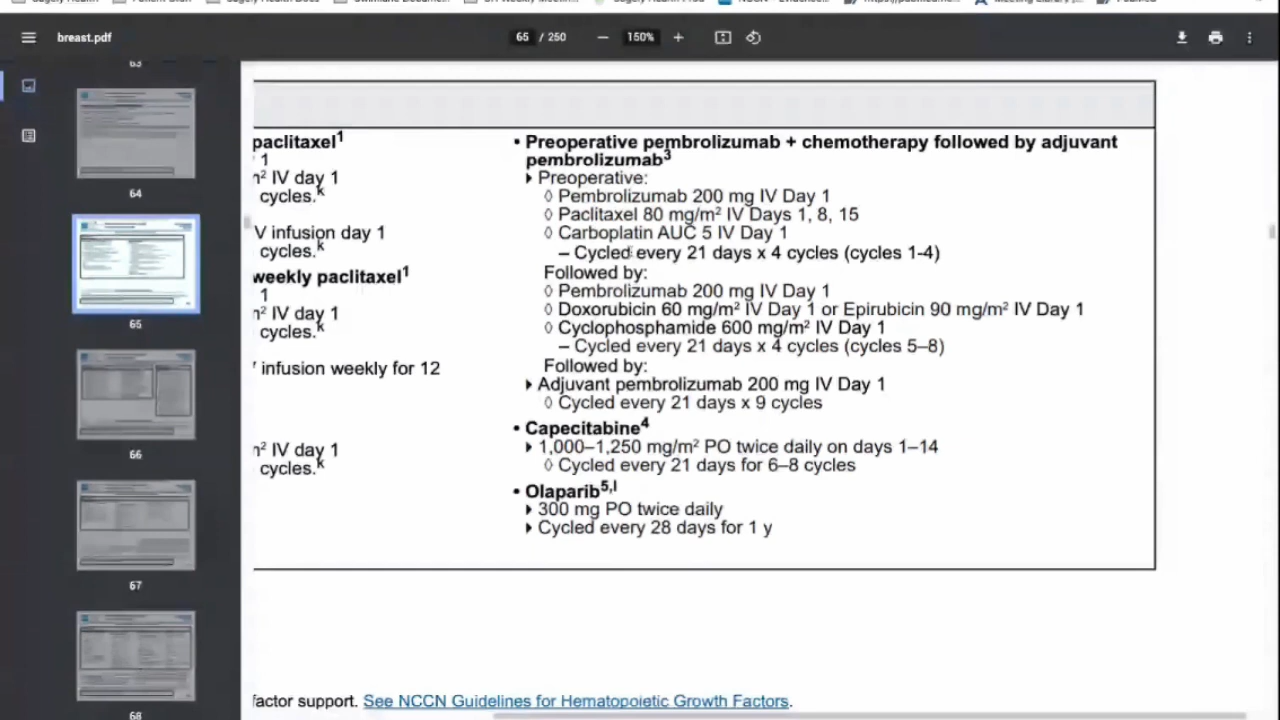 breast.pdf
65 / 250
150%
63
64
65
66
67
68
paclitaxel1
1
m² IV day 1
cycles.k
V infusion day 1
cycles.k
weekly paclitaxel1
1
m² IV day 1
cycles.k
infusion weekly for 12
m² IV day 1
cycles.k
• Preoperative pembrolizumab + chemotherapy followed by adjuvant
pembrolizumab3
Preoperative:
◊ Pembrolizumab 200 mg IV Day 1
◊ Paclitaxel 80 mg/m² IV Days 1, 8, 15
◊ Carboplatin AUC 5 IV Day 1
– Cycled every 21 days x 4 cycles (cycles 1-4)
Followed by:
◊ Pembrolizumab 200 mg IV Day 1
◊ Doxorubicin 60 mg/m² IV Day 1 or Epirubicin 90 mg/m² IV Day 1
◊ Cyclophosphamide 600 mg/m² IV Day 1
– Cycled every 21 days x 4 cycles (cycles 5–8)
Followed by:
Adjuvant pembrolizumab 200 mg IV Day 1
◊ Cycled every 21 days x 9 cycles
• Capecitabine4
1,000–1,250 mg/m² PO twice daily on days 1–14
◊ Cycled every 21 days for 6–8 cycles
• Olaparib5,l
300 mg PO twice daily
Cycled every 28 days for 1 y
factor support. See NCCN Guidelines for Hematopoietic Growth Factors.